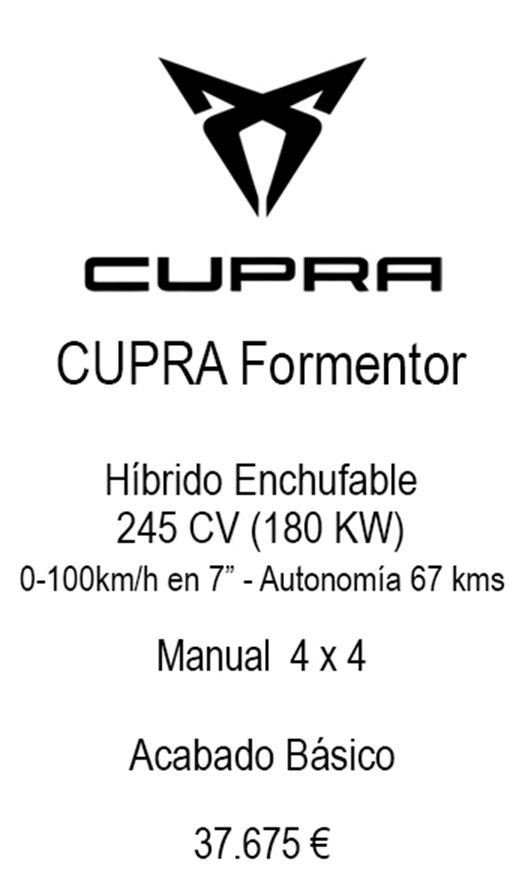 CUPRA
CUPRA Formentor
Híbrido Enchufable
245 CV (180 KW)
0-100km/h en 7” - Autonomía 67 kms
Manual  4 x 4
Acabado Básico
37.675 €